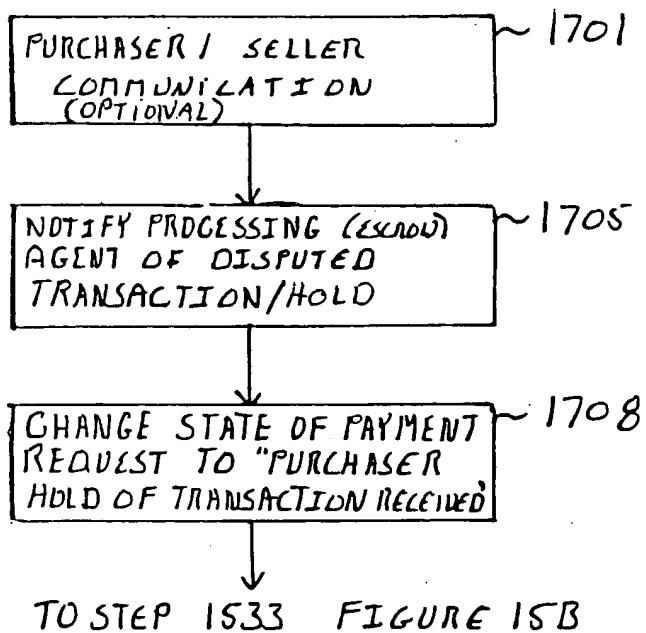 PURCHASER/ SELLER
COMMUNICATION
(OPTIONAL)
1701
NOTIFY PROCESSING (ESCROW)
AGENT OF DISPUTED
TRANSACTION/HOLD
1705
CHANGE STATE OF PAYMENT
REQUEST TO "PURCHASER
HOLD OF TRANSACTION RECEIVED"
1708
TO STEP 1533 FIGURE 15B